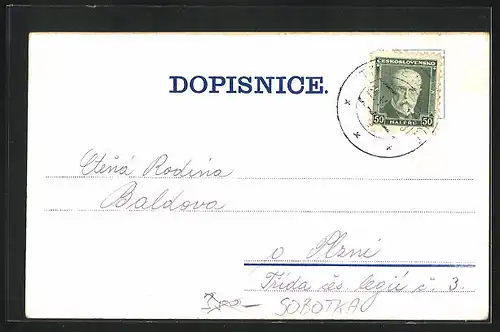 DOPISNICE.
ČESKOSLOVENSKO
50 HALÉŘŮ 50
Ctěná Rodina
Baldova
v Plzni
Třída čs. legií č. 3.
SOBOTKA